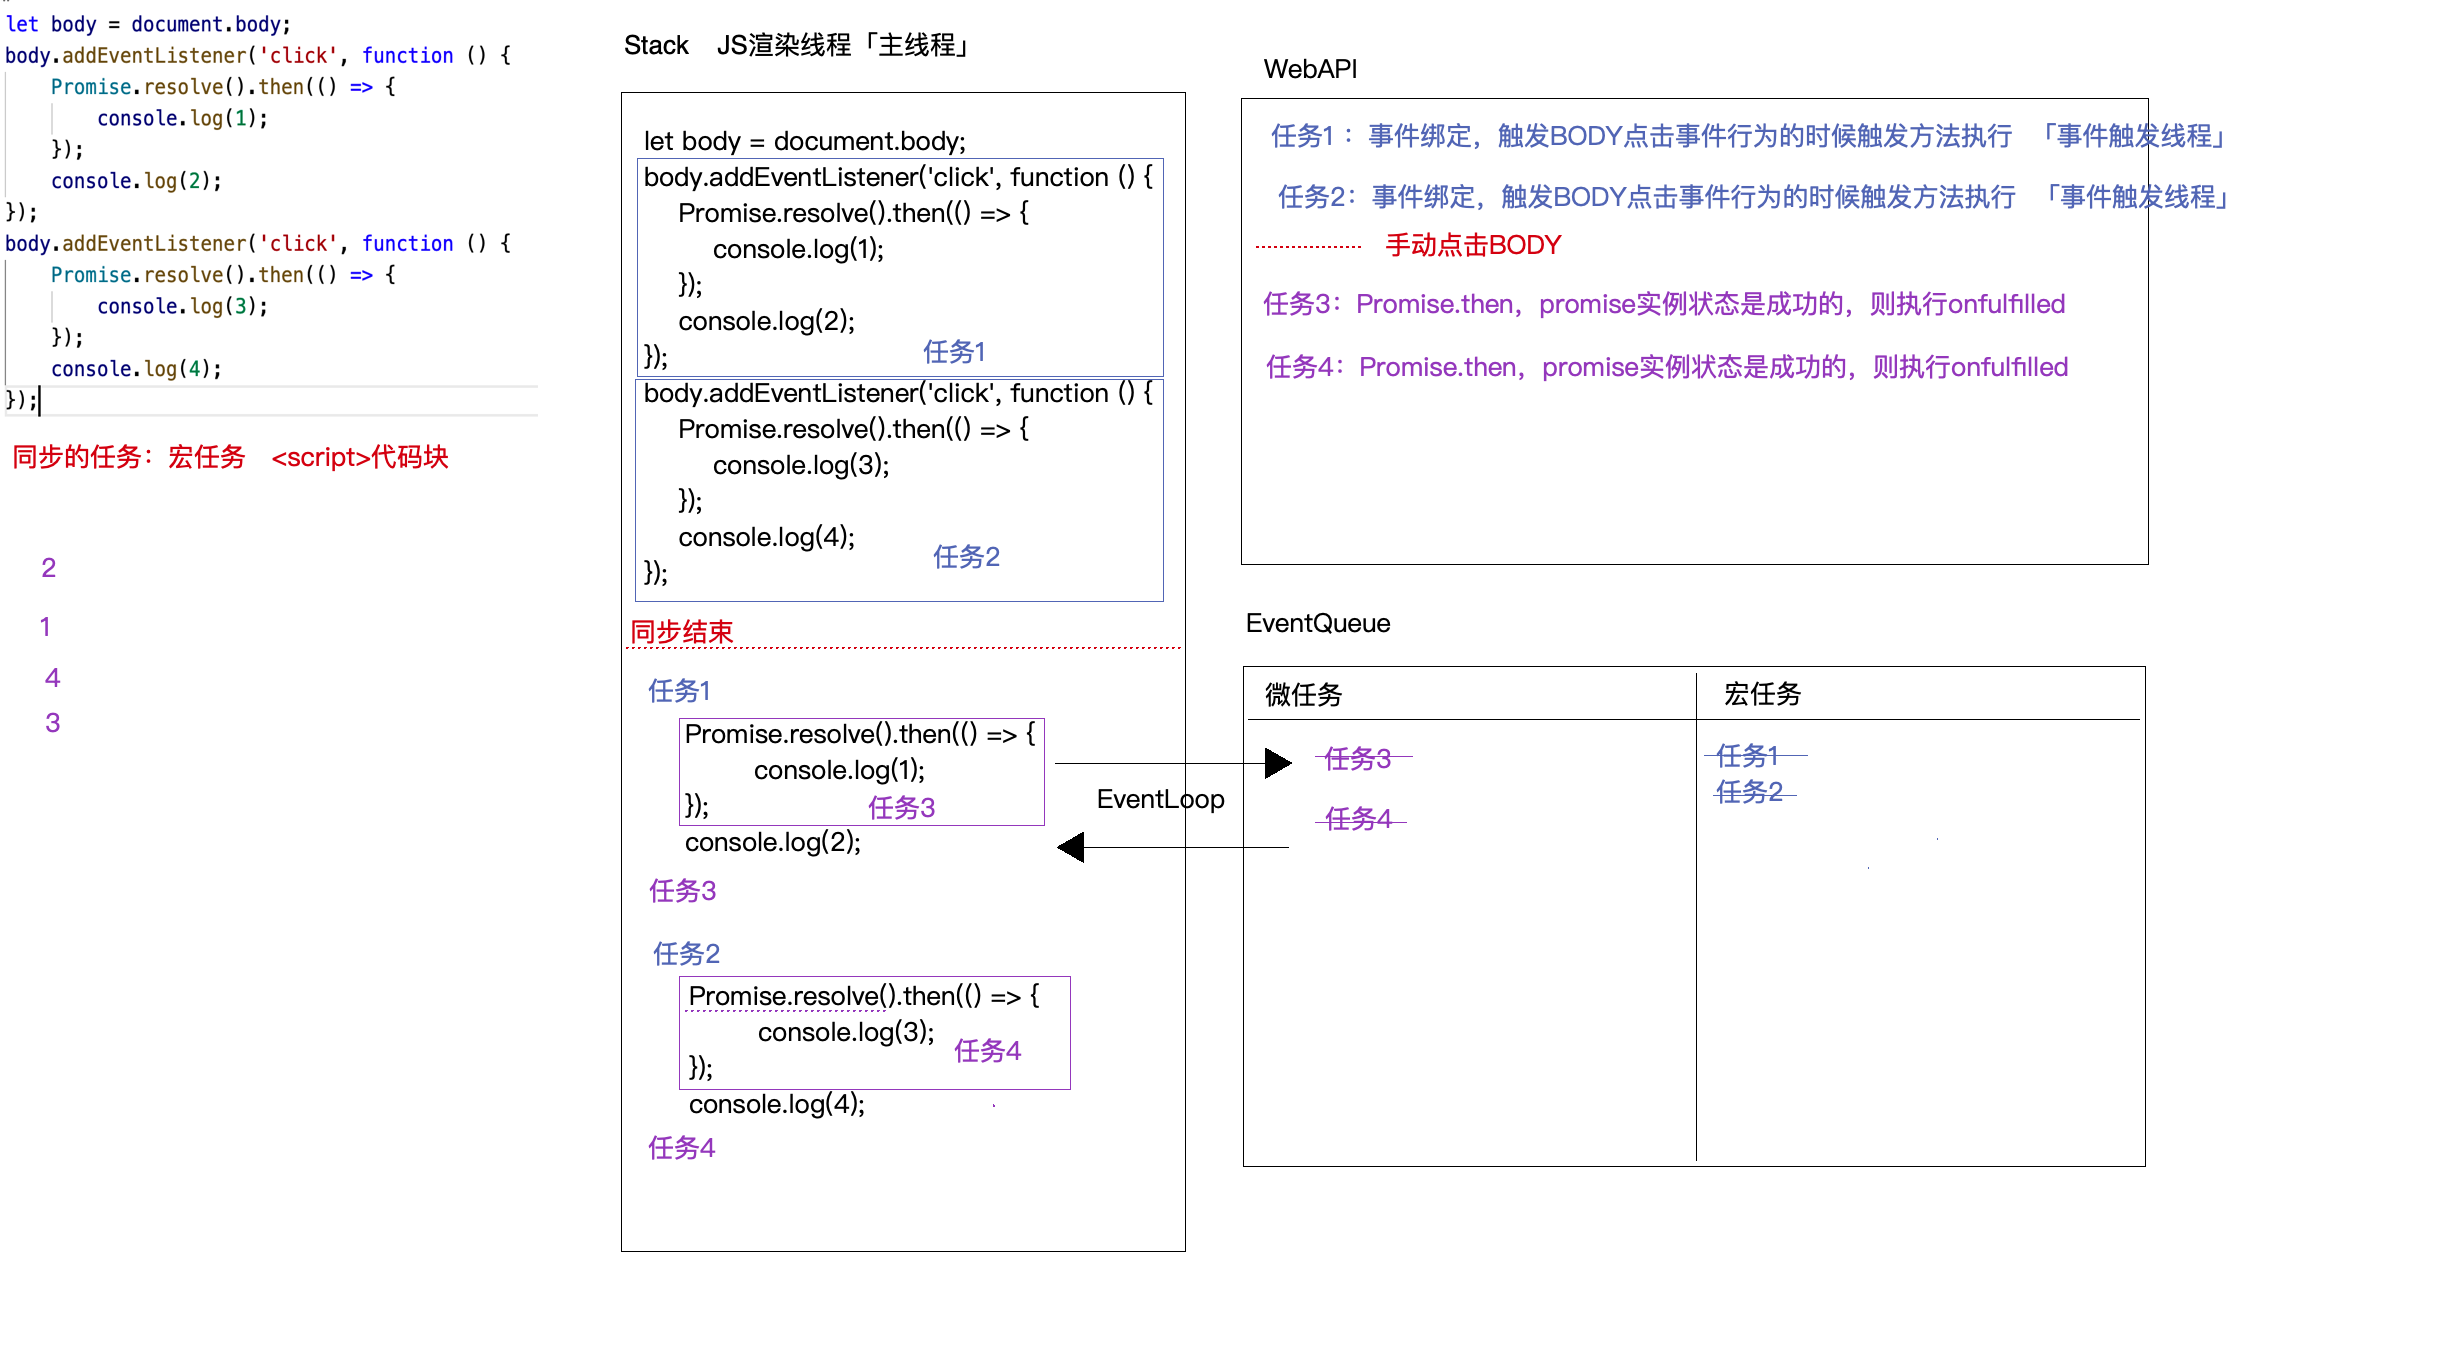 let body = document.body;
body.addEventListener('click', function () {
Promise.resolve().then(() => {
console.log(1);
});
console.log(2);
});
body.addEventListener('click', function () {
Promise.resolve().then(() => {
console.log(3);
});
console.log(4);
});
同步的任务：宏任务 <script>代码块
2
1
4
3
Stack JS渲染线程「主线程」
let body = document.body;
body.addEventListener('click', function () {
Promise.resolve().then(() => {
console.log(1);
});
console.log(2);
});
任务1
body.addEventListener('click', function () {
Promise.resolve().then(() => {
console.log(3);
});
console.log(4);
});
任务2
同步结束
任务1
Promise.resolve().then(() => {
console.log(1);
});
任务3
console.log(2);
任务3
任务2
Promise.resolve().then(() => {
console.log(3);
});
任务4
console.log(4);
任务4
EventLoop
WebAPI
任务1 ：事件绑定，触发BODY点击事件行为的时候触发方法执行 「事件触发线程」
任务2：事件绑定，触发BODY点击事件行为的时候触发方法执行 「事件触发线程」
手动点击BODY
任务3：Promise.then，promise实例状态是成功的，则执行onfulfilled
任务4：Promise.then，promise实例状态是成功的，则执行onfulfilled
EventQueue
微任务
任务3
任务4
宏任务
任务1
任务2